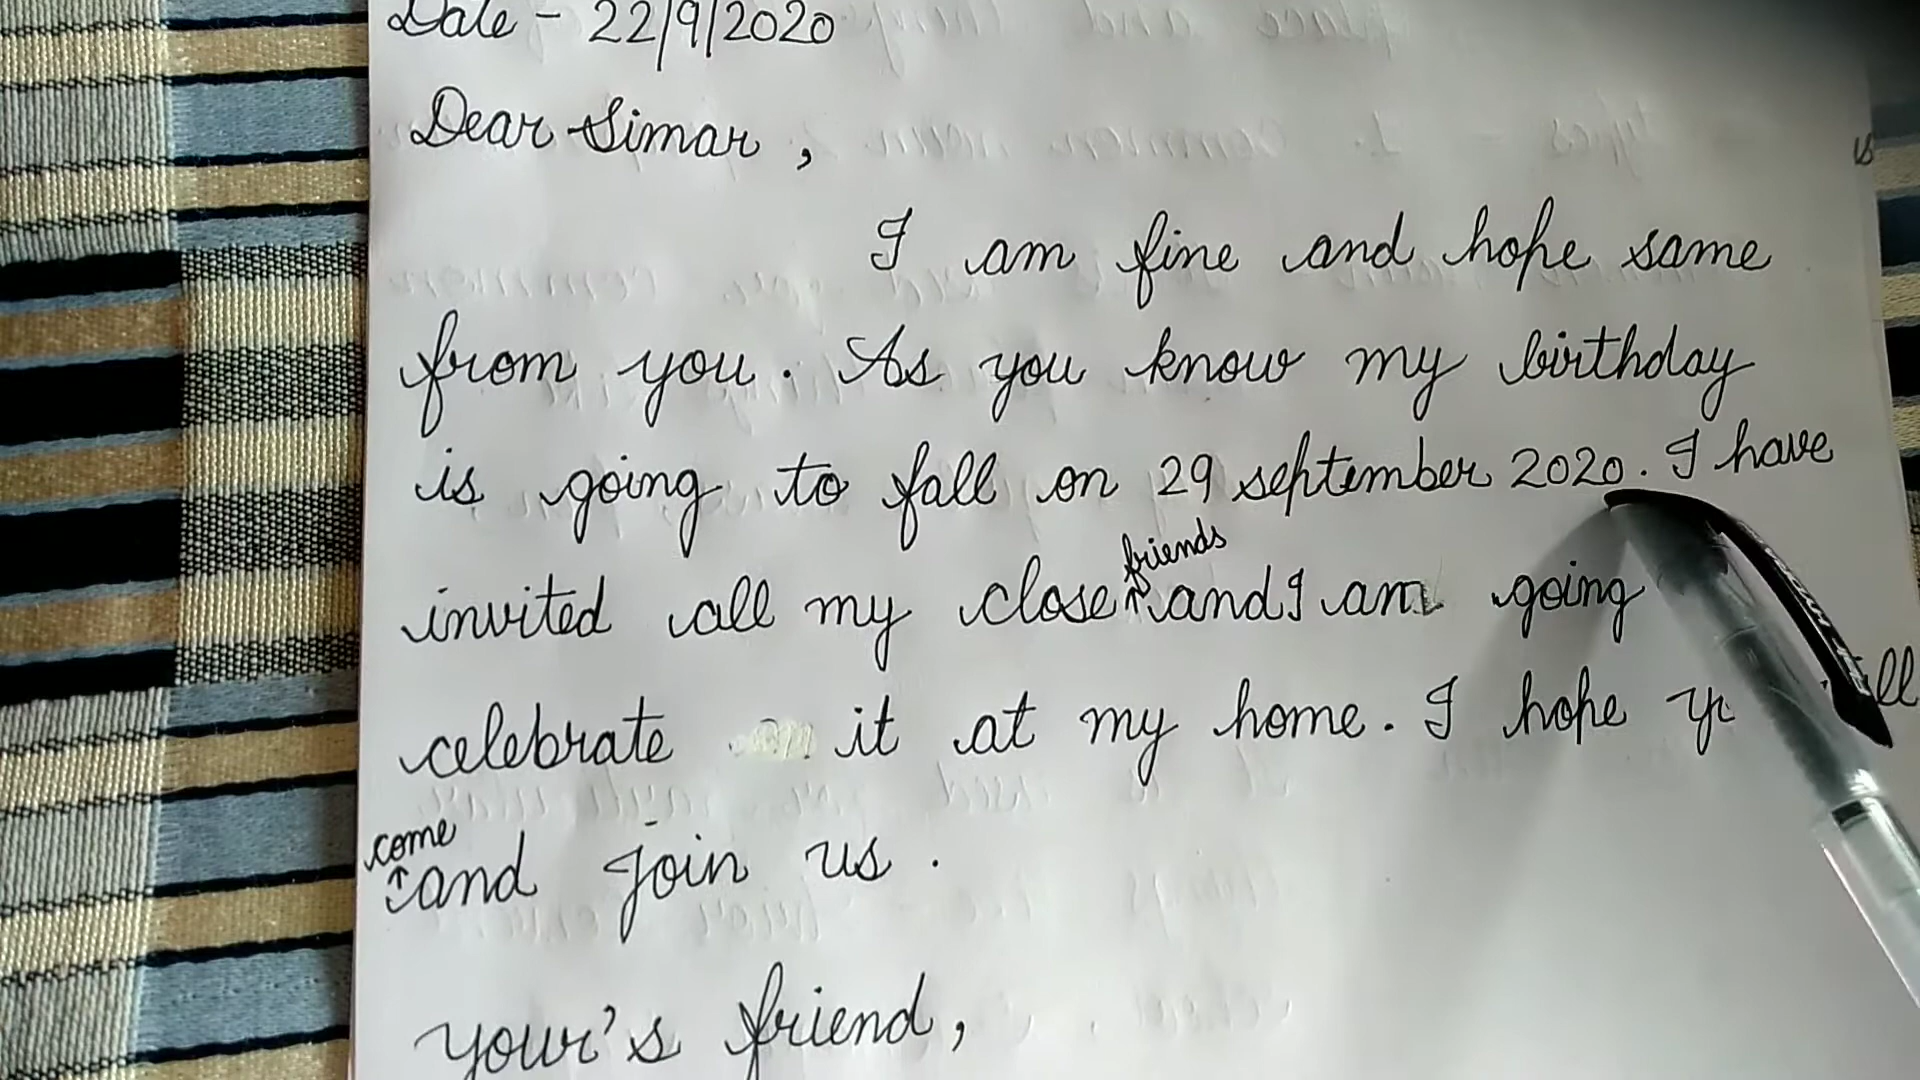 Date - 22/9/2020
Dear Simar,
I am fine and hope same
from you. As you know my birthday
is going to fall on 29 september 2020. I have
invited all my close friends and I am going
celebrate it at my home. I hope
come and join us.
your's friend,